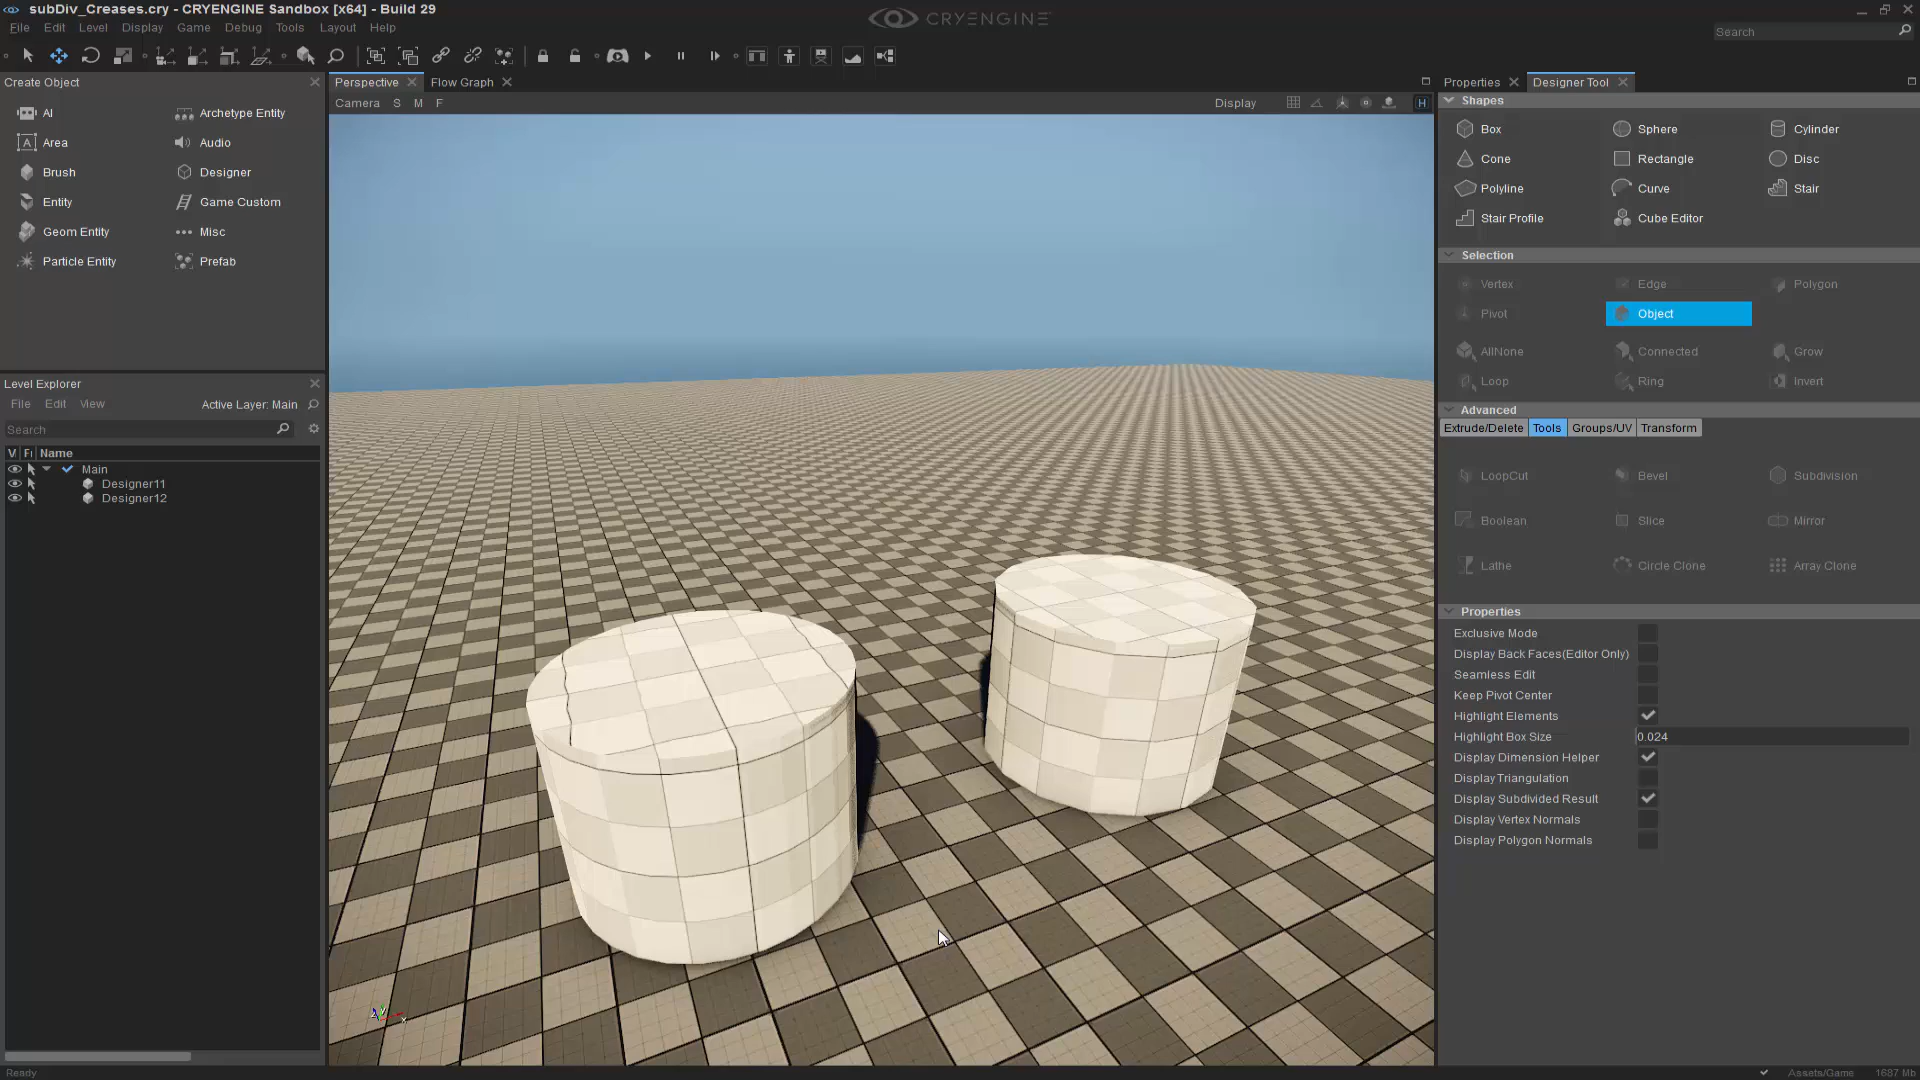 subDiv_Creases.cry - CRYENGINE Sandbox [x64] - Build 29
CRYENGINE
File Edit Level Display Game Debug Tools Layout Help
Search
Create Object
AI
Archetype Entity
Area
Audio
Brush
Designer
Entity
Game Custom
Geom Entity
Misc
Particle Entity
Prefab
Level Explorer
File Edit View
Active Layer: Main
Search
V Fi Name
Main
Designer11
Designer12
Perspective
Flow Graph
Camera S M F
Display
H
x
Properties
Designer Tool
Shapes
Box
Sphere
Cylinder
Cone
Rectangle
Disc
Polyline
Curve
Stair
Stair Profile
Cube Editor
Selection
Vertex
Edge
Polygon
Pivot
Object
AllNone
Connected
Grow
Loop
Ring
Invert
Advanced
Extrude/Delete
Tools
Groups/UV
Transform
LoopCut
Bevel
Subdivision
Boolean
Slice
Mirror
Lathe
Circle Clone
Array Clone
Properties
Exclusive Mode
Display Back Faces(Editor Only)
Seamless Edit
Keep Pivot Center
Highlight Elements
Highlight Box Size
0.024
Display Dimension Helper
Display Triangulation
Display Subdivided Result
Display Vertex Normals
Display Polygon Normals
Ready
Assets/Game
1687 Mb